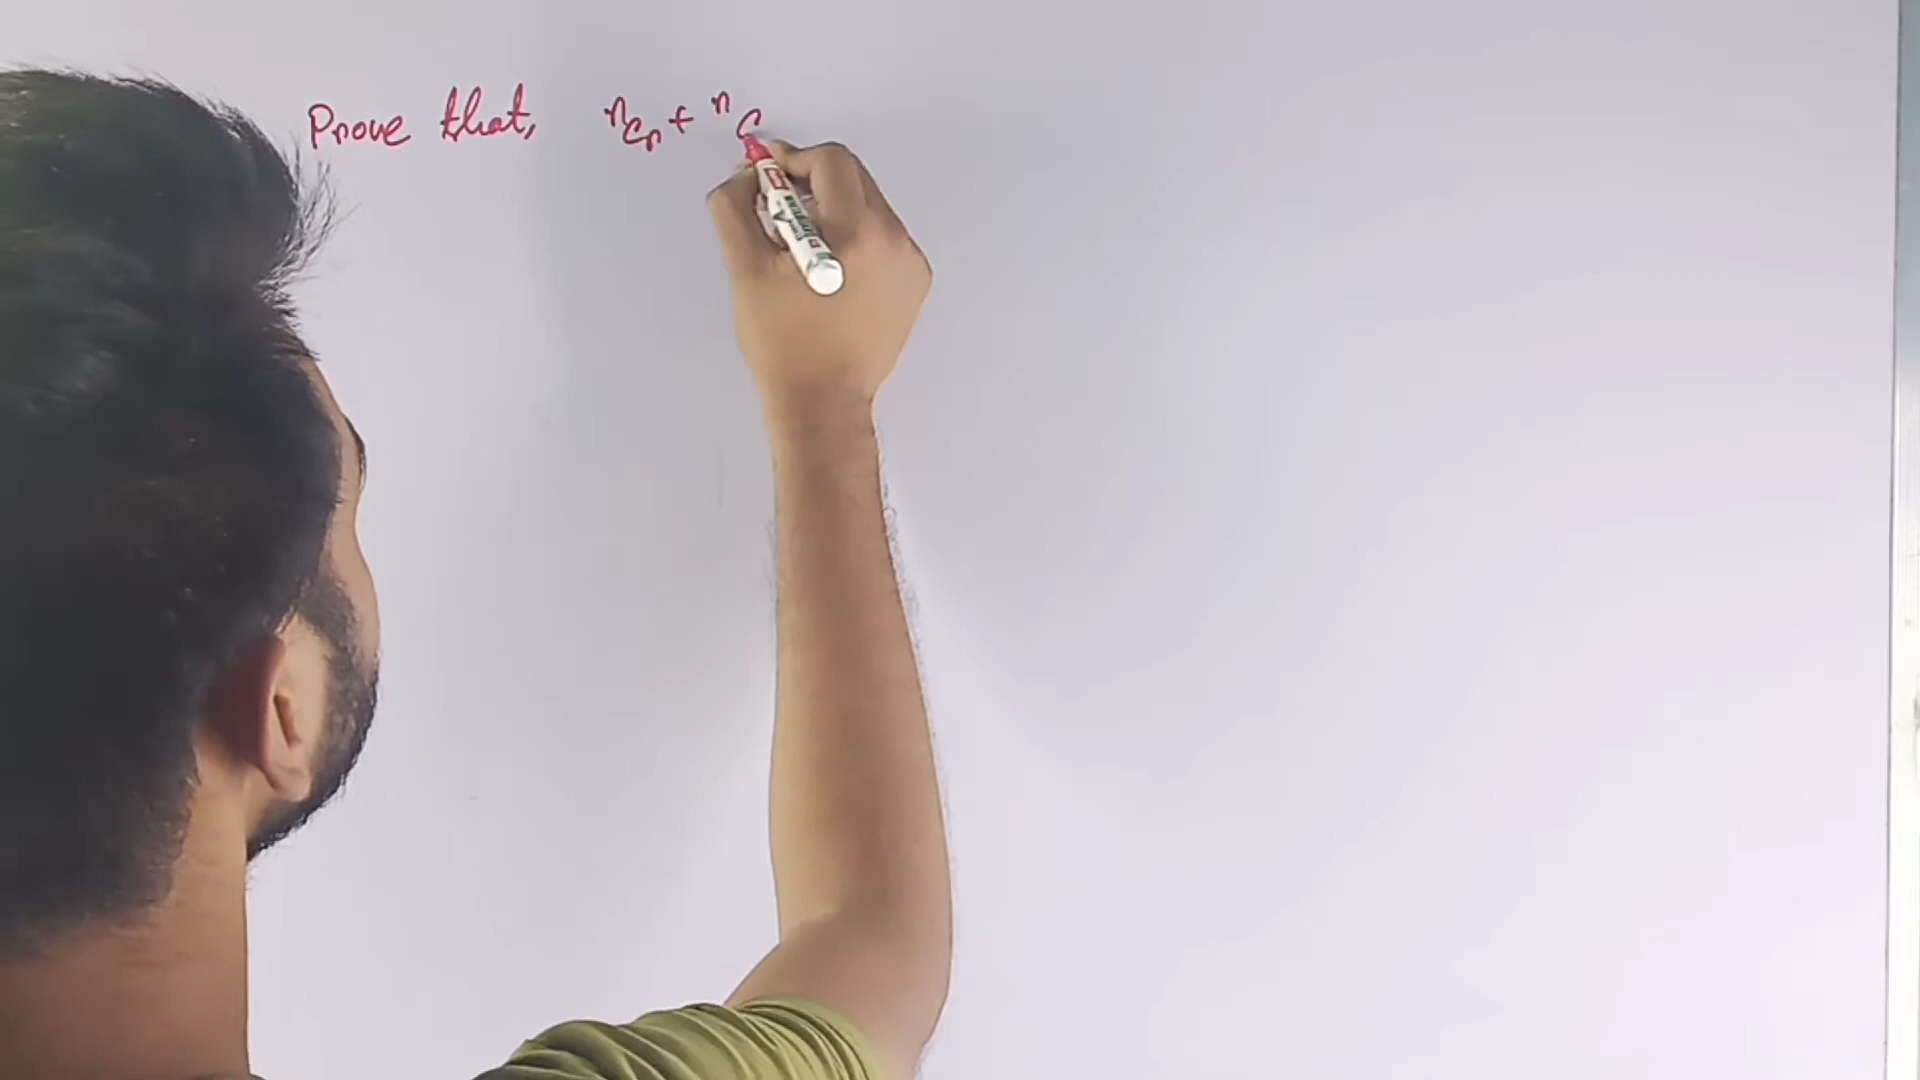 Prove that, ⁿCᵣ + ⁿC